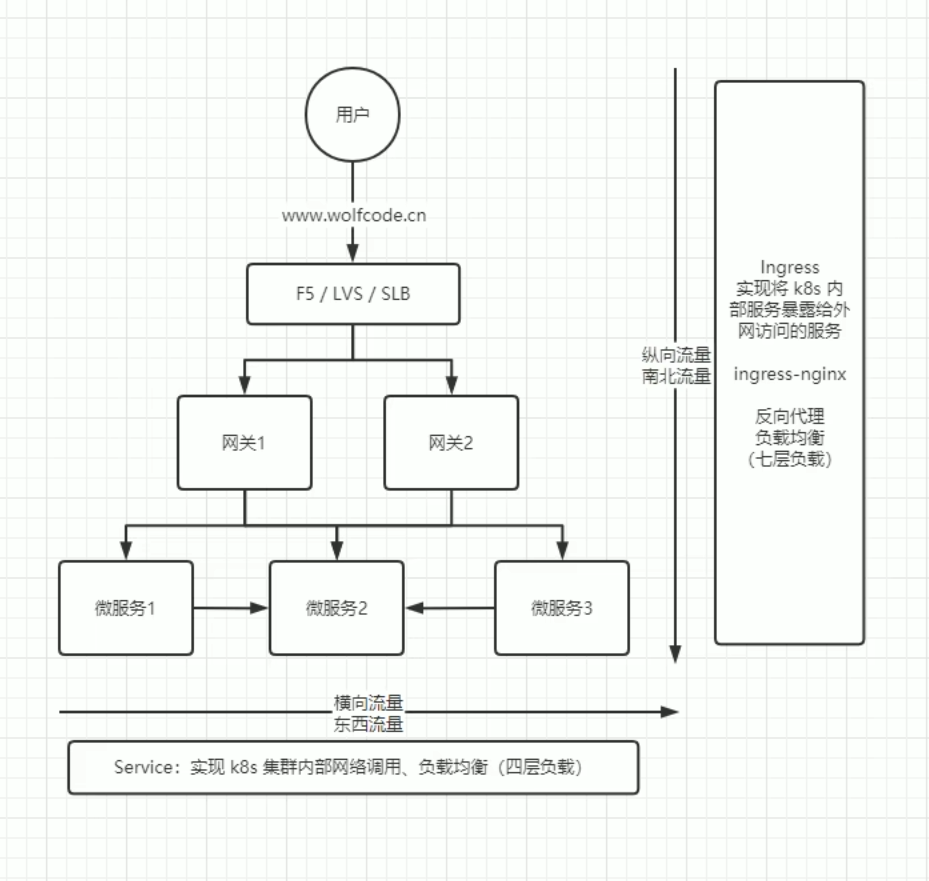 用户
www.wolfcode.cn
F5 / LVS / SLB
网关1
网关2
微服务1
微服务2
微服务3
纵向流量
南北流量
Ingress
实现将 k8s 内
部服务暴露给外
网访问的服务
ingress-nginx
反向代理
负载均衡
（七层负载）
横向流量
东西流量
Service：实现 k8s 集群内部网络调用、负载均衡（四层负载）